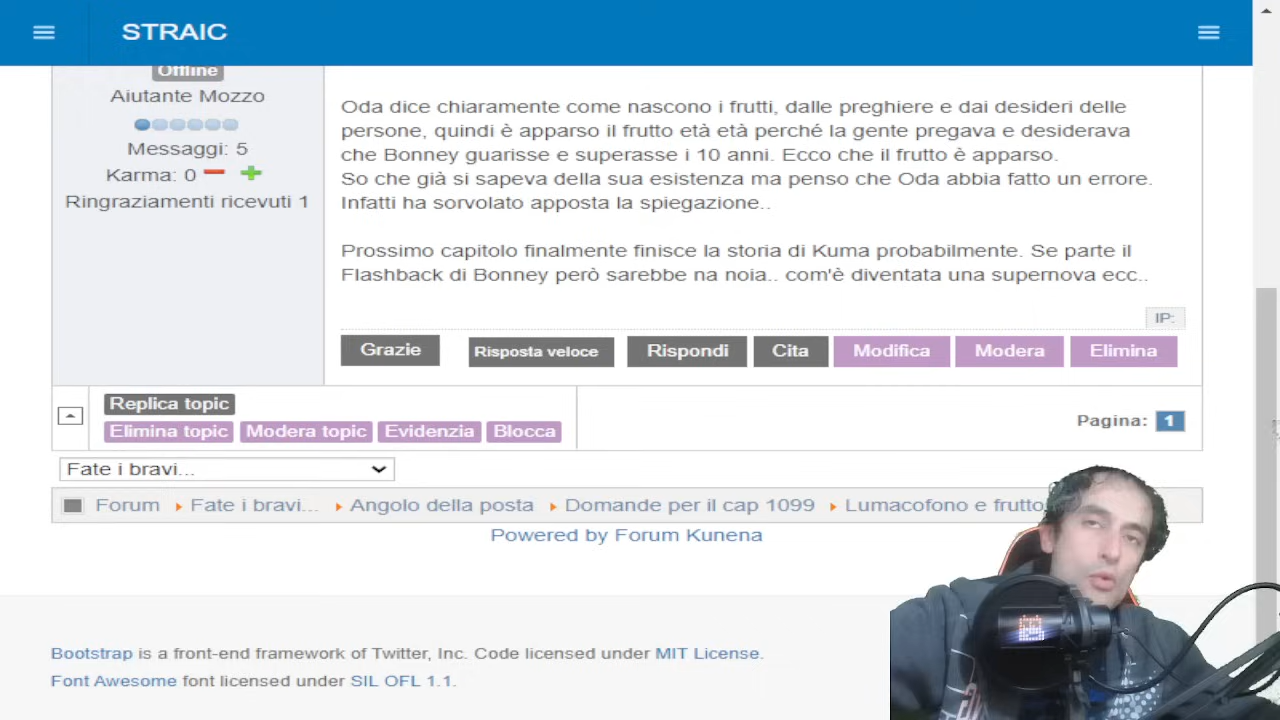 STRAIC
Offline
Aiutante Mozzo
Messaggi: 5
Karma: 0
Ringraziamenti ricevuti 1
Oda dice chiaramente come nascono i frutti, dalle preghiere e dai desideri delle
persone, quindi è apparso il frutto età età perché la gente pregava e desiderava
che Bonney guarisse e superasse i 10 anni. Ecco che il frutto è apparso.
So che già si sapeva della sua esistenza ma penso che Oda abbia fatto un errore.
Infatti ha sorvolato apposta la spiegazione..
Prossimo capitolo finalmente finisce la storia di Kuma probabilmente. Se parte il
Flashback di Bonney però sarebbe na noia.. com'è diventata una supernova ecc..
IP:
Grazie Risposta veloce Rispondi Cita Modifica Modera Elimina
Replica topic
Elimina topic Modera topic Evidenzia Blocca
Pagina: 1
Fate i bravi...
Forum Fate i bravi... Angolo della posta Domande per il cap 1099 Lumacofono e frutto
Powered by Forum Kunena
Bootstrap is a front-end framework of Twitter, Inc. Code licensed under MIT License.
Font Awesome font licensed under SIL OFL 1.1.